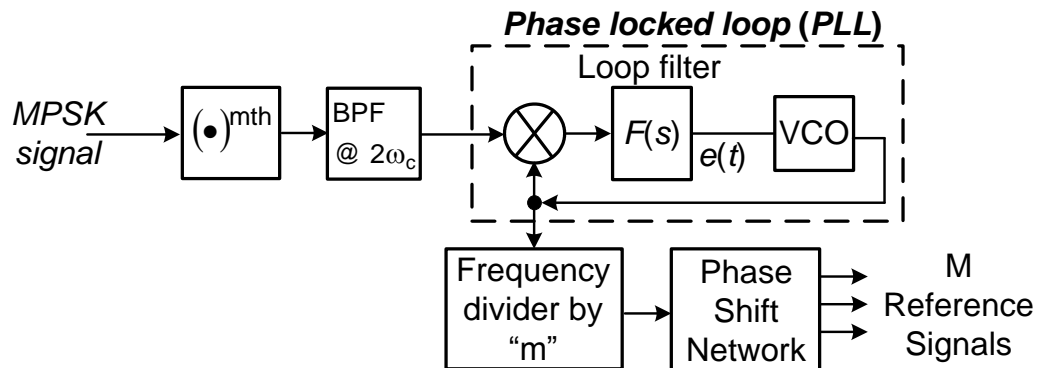 Phase locked loop (PLL)
Loop filter
MPSK
signal
(•)mth
BPF
@ 2ωc
F(s)
e(t)
VCO
Frequency
divider by
“m”
Phase
Shift
Network
M
Reference
Signals